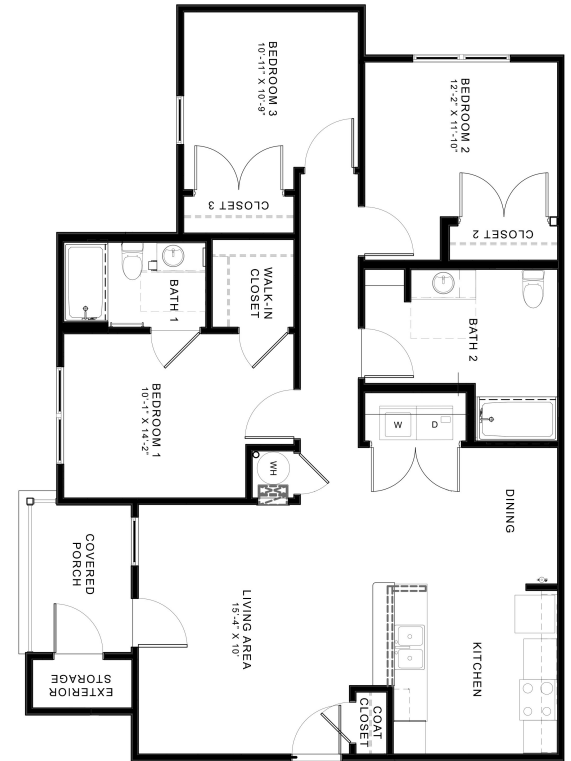 BEDROOM 3
10'-11" X 10'-9"
BEDROOM 2
12'-2" X 11'-10"
CLOSET 3
CLOSET 2
BATH 1
WALK-IN
CLOSET
BATH 2
BEDROOM 1
10'-1" X 14'-2"
W
D
WH
DINING
COVERED
PORCH
LIVING AREA
15'-4" X 10'
KITCHEN
EXTERIOR
STORAGE
COAT
CLOSET